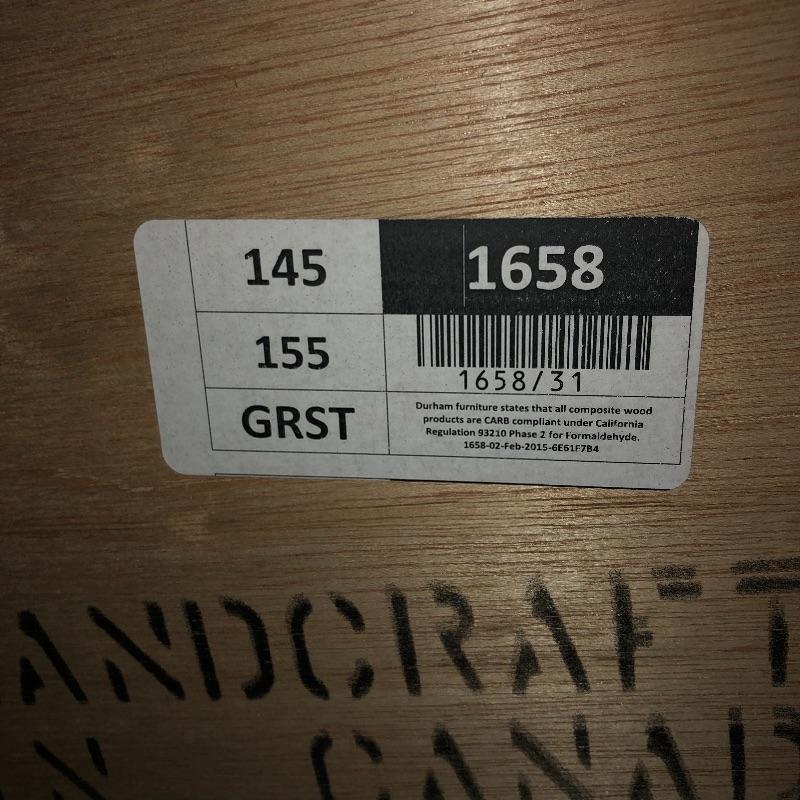 145
1658
155
1658/31
GRST
Durham furniture states that all composite wood
products are CARB compliant under California
Regulation 93210 Phase 2 for Formaldehyde.
1658-02-Feb-2015-6E61F7B4
ANDCRAFT
N CANAD